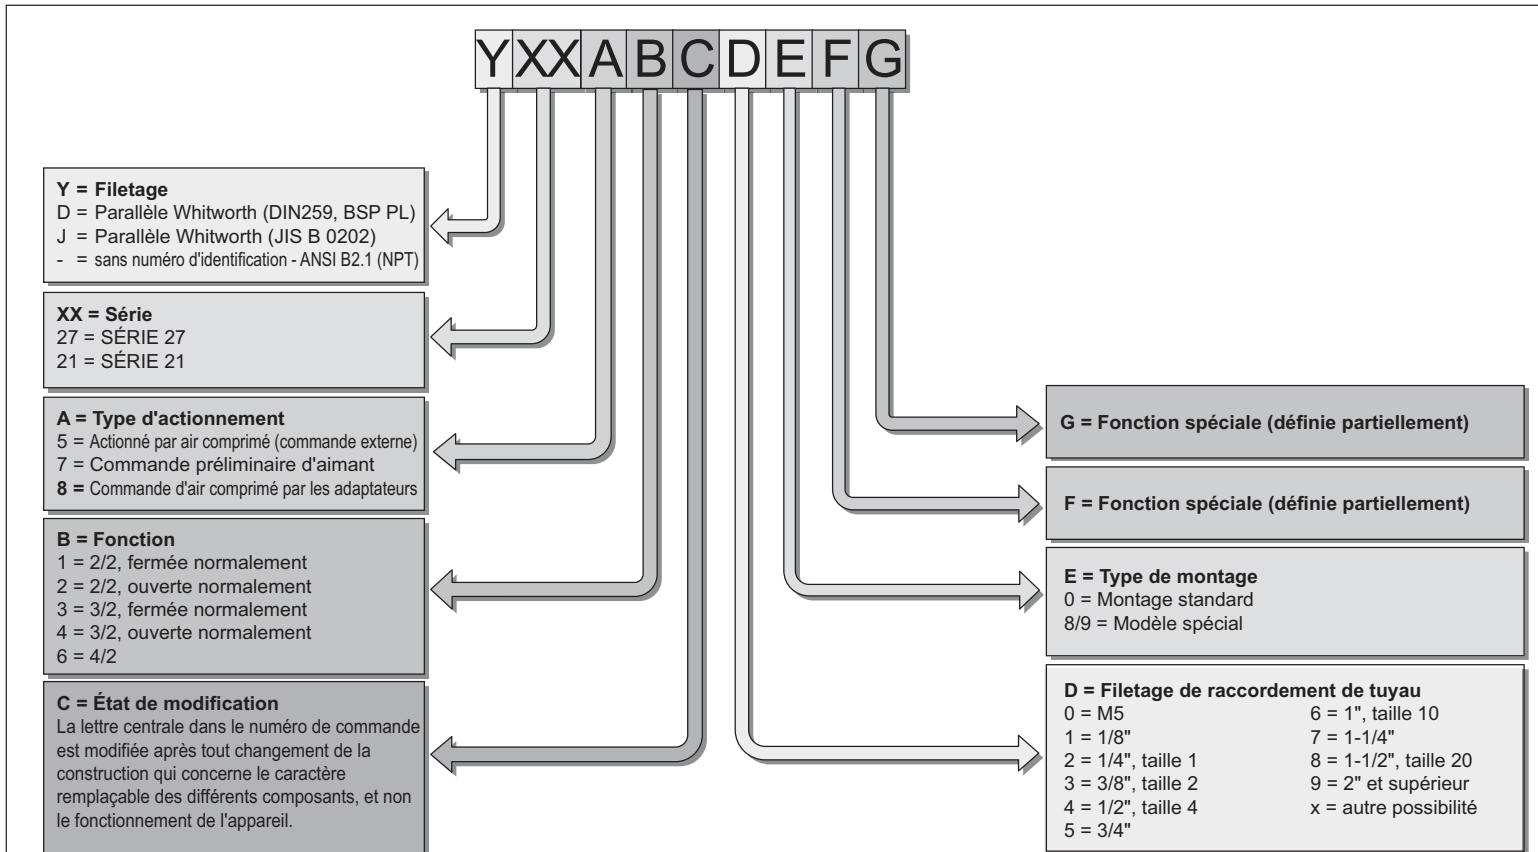 YXXABCDEFG
Y = Filetage
D = Parallèle Whitworth (DIN259, BSP PL)
J = Parallèle Whitworth (JIS B 0202)
- = sans numéro d'identification - ANSI B2.1 (NPT)
XX = Série
27 = SÉRIE 27
21 = SÉRIE 21
A = Type d'actionnement
5 = Actionné par air comprimé (commande externe)
7 = Commande préliminaire d'aimant
8 = Commande d'air comprimé par les adaptateurs
B = Fonction
1 = 2/2, fermée normalement
2 = 2/2, ouverte normalement
3 = 3/2, fermée normalement
4 = 3/2, ouverte normalement
6 = 4/2
C = État de modification
La lettre centrale dans le numéro de commande
est modifiée après tout changement de la
construction qui concerne le caractère
remplaçable des différents composants, et non
le fonctionnement de l'appareil.
G = Fonction spéciale (définie partiellement)
F = Fonction spéciale (définie partiellement)
E = Type de montage
0 = Montage standard
8/9 = Modèle spécial
D = Filetage de raccordement de tuyau
0 = M5
1 = 1/8"
2 = 1/4", taille 1
3 = 3/8", taille 2
4 = 1/2", taille 4
5 = 3/4"
6 = 1", taille 10
7 = 1-1/4"
8 = 1-1/2", taille 20
9 = 2" et supérieur
x = autre possibilité